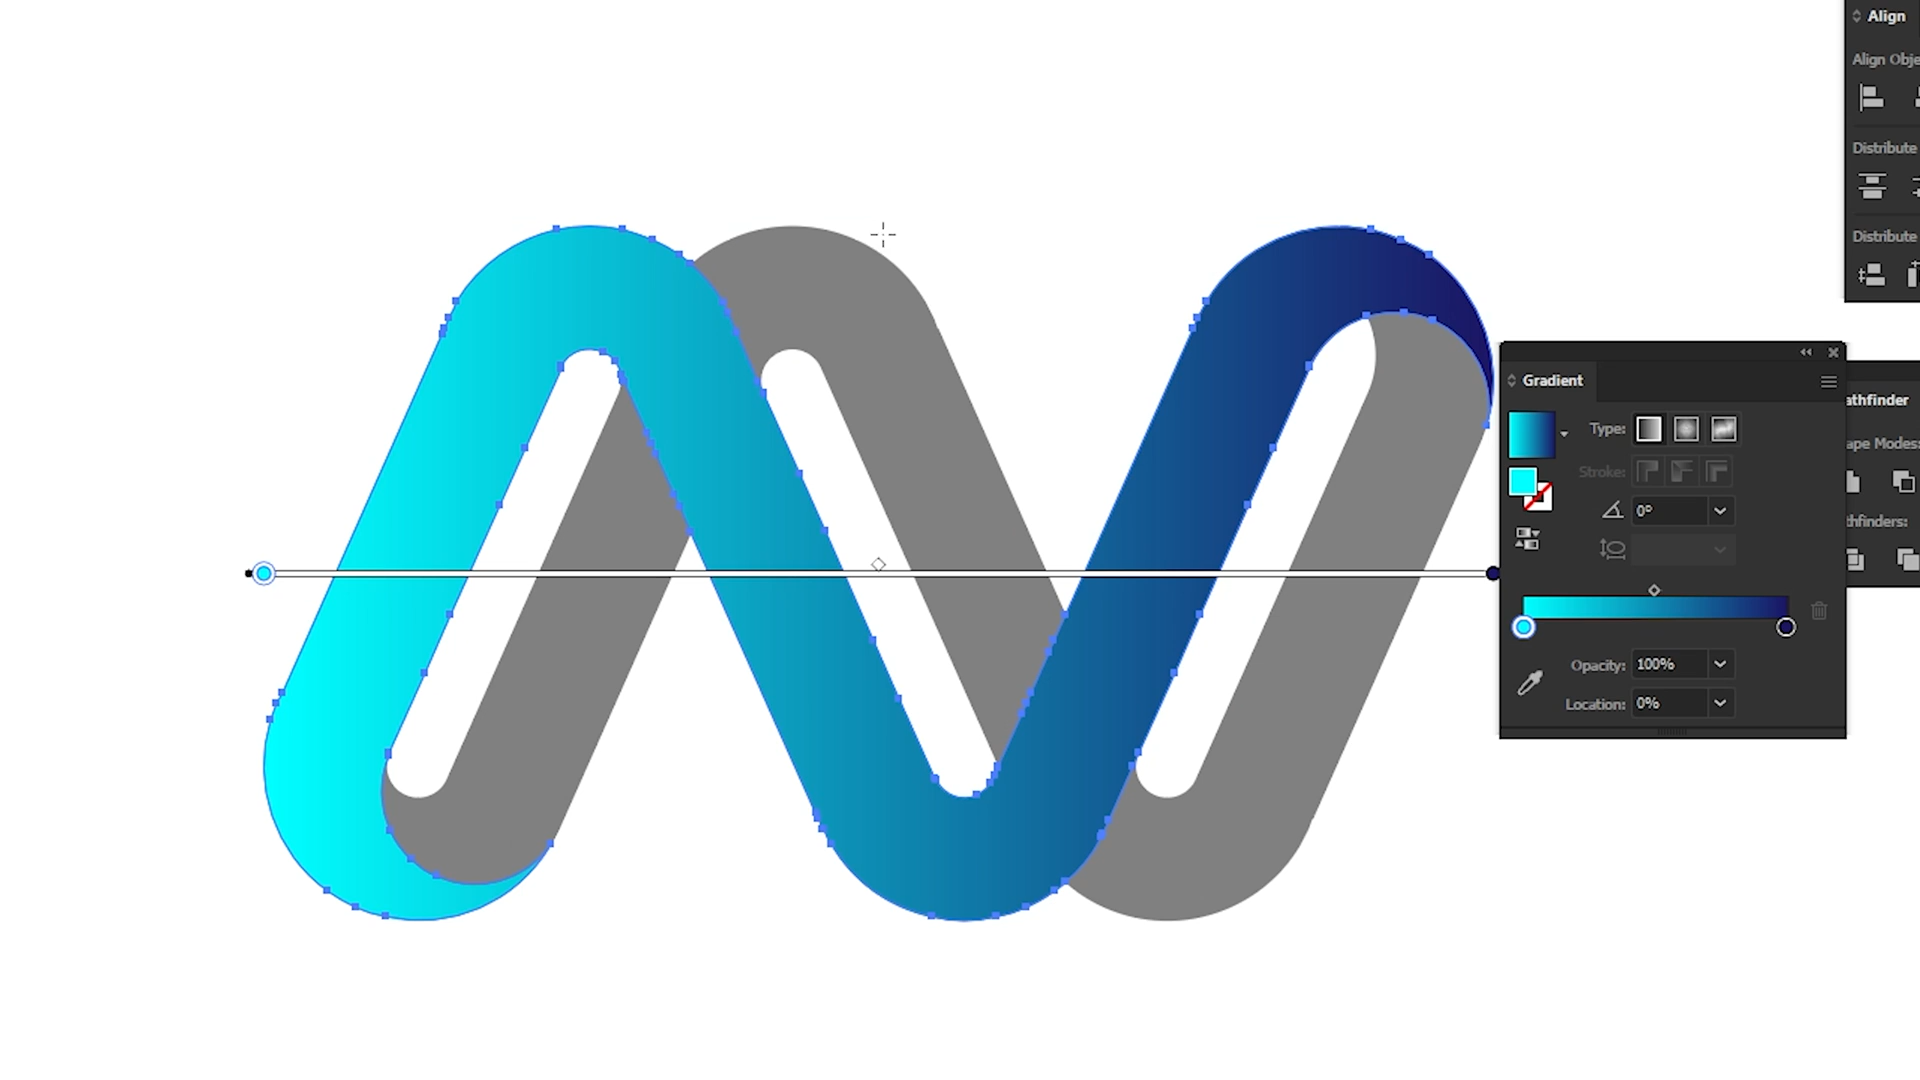 Align
Align Obje
Distribute
Distribute
Gradient
Type:
Stroke:
0°
Opacity: 100%
Location: 0%
athfinder
ape Modes:
thfinders: